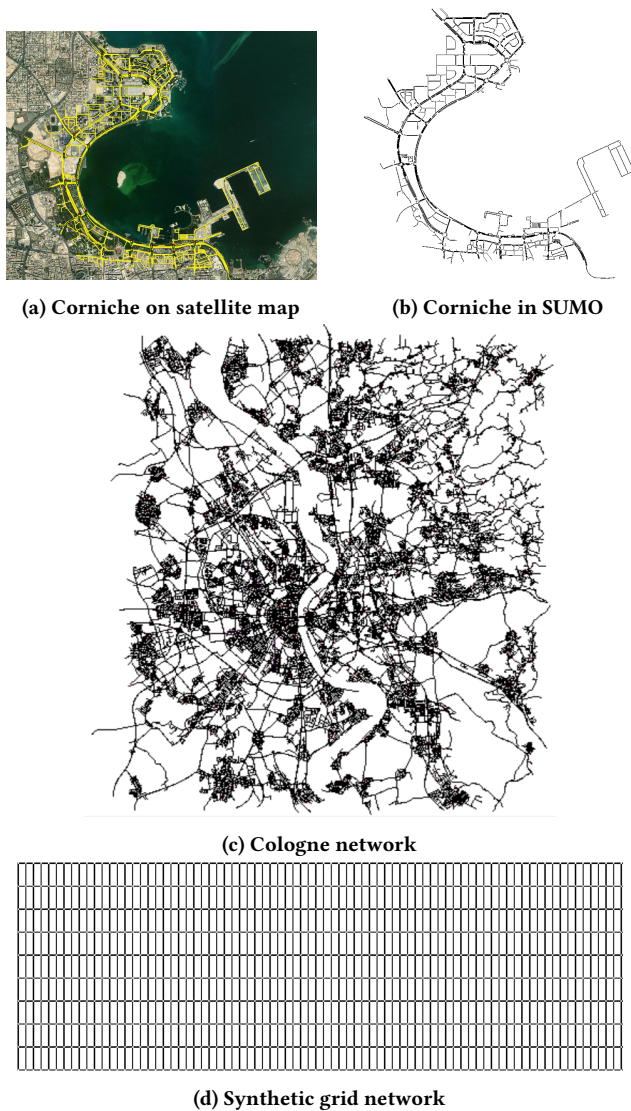 (a) Corniche on satellite map
(b) Corniche in SUMO
(c) Cologne network
(d) Synthetic grid network